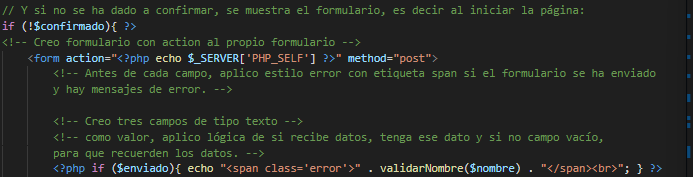 // Y si no se ha dado a confirmar, se muestra el formulario, es decir al iniciar la página:
if (!$confirmado){ ?>
<!-- Creo formulario con action al propio formulario -->
<form action="<?php echo $_SERVER['PHP_SELF'] ?>" method="post">
<!-- Antes de cada campo, aplico estilo error con etiqueta span si el formulario se ha enviado
y hay mensajes de error. -->
<!-- Creo tres campos de tipo texto -->
<!-- como valor, aplico lógica de si recibe datos, tenga ese dato y si no campo vacío,
para que recuerden los datos. -->
<?php if ($enviado){ echo "<span class='error'>" . validarNombre($nombre) . "</span><br>"; } ?>